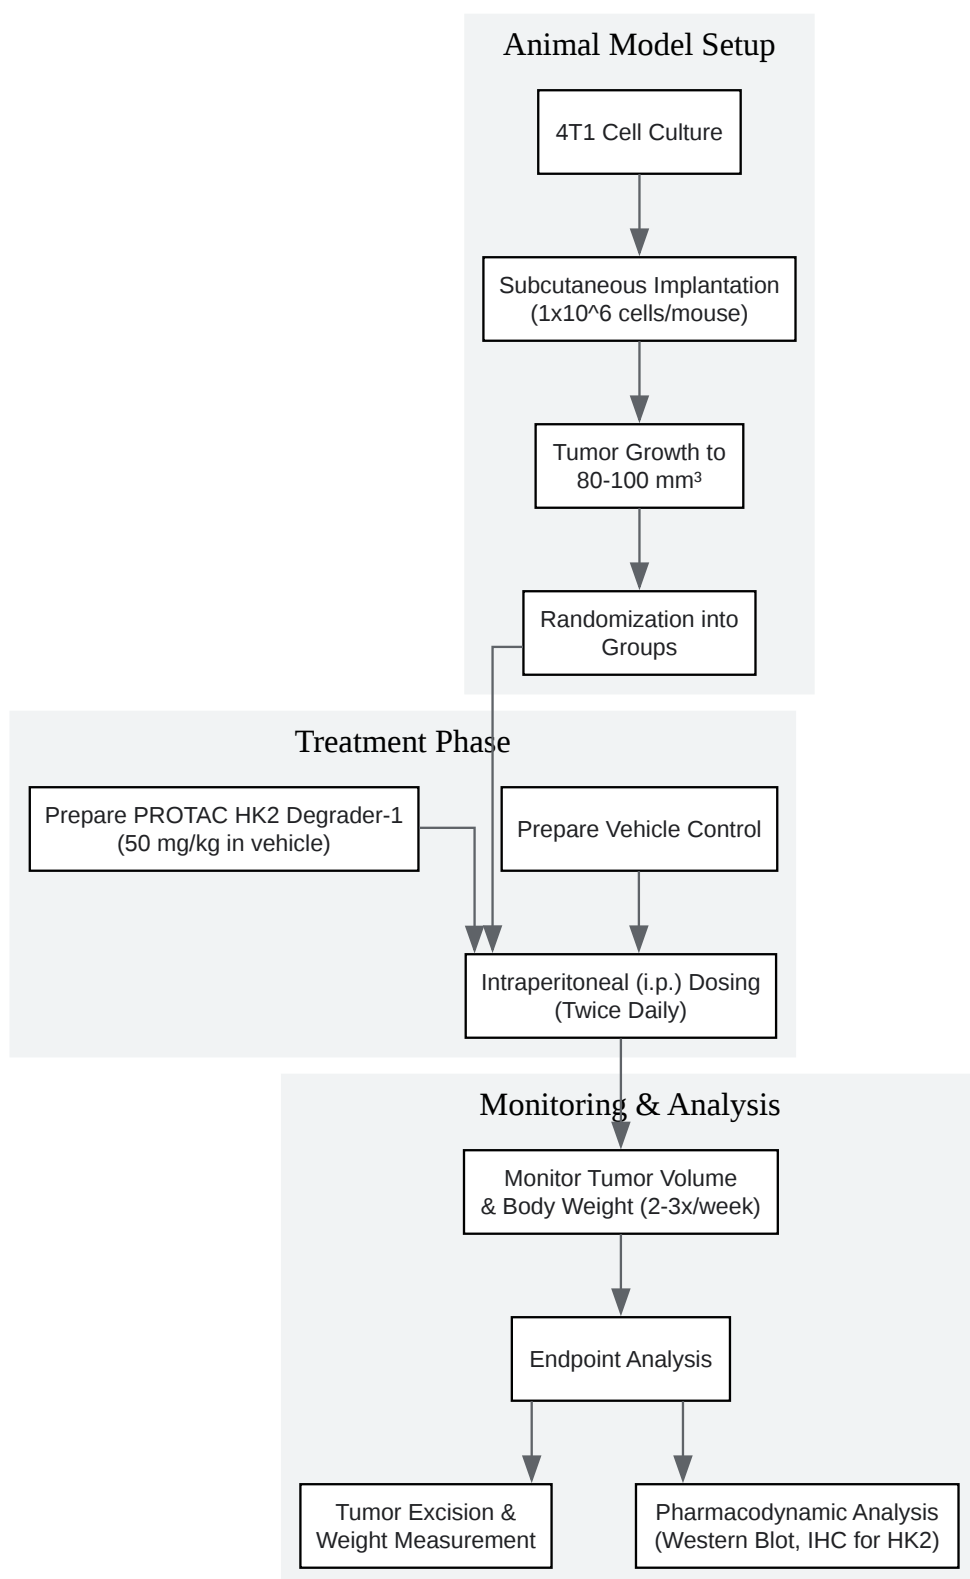 Animal Model Setup
4T1 Cell Culture
Subcutaneous Implantation
(1x10^6 cells/mouse)
Tumor Growth to
80-100 mm³
Randomization into
Groups
Treatment Phase
Prepare PROTAC HK2 Degrader-1
(50 mg/kg in vehicle)
Prepare Vehicle Control
Intraperitoneal (i.p.) Dosing
(Twice Daily)
Monitoring & Analysis
Monitor Tumor Volume
& Body Weight (2-3x/week)
Endpoint Analysis
Tumor Excision &
Weight Measurement
Pharmacodynamic Analysis
(Western Blot, IHC for HK2)